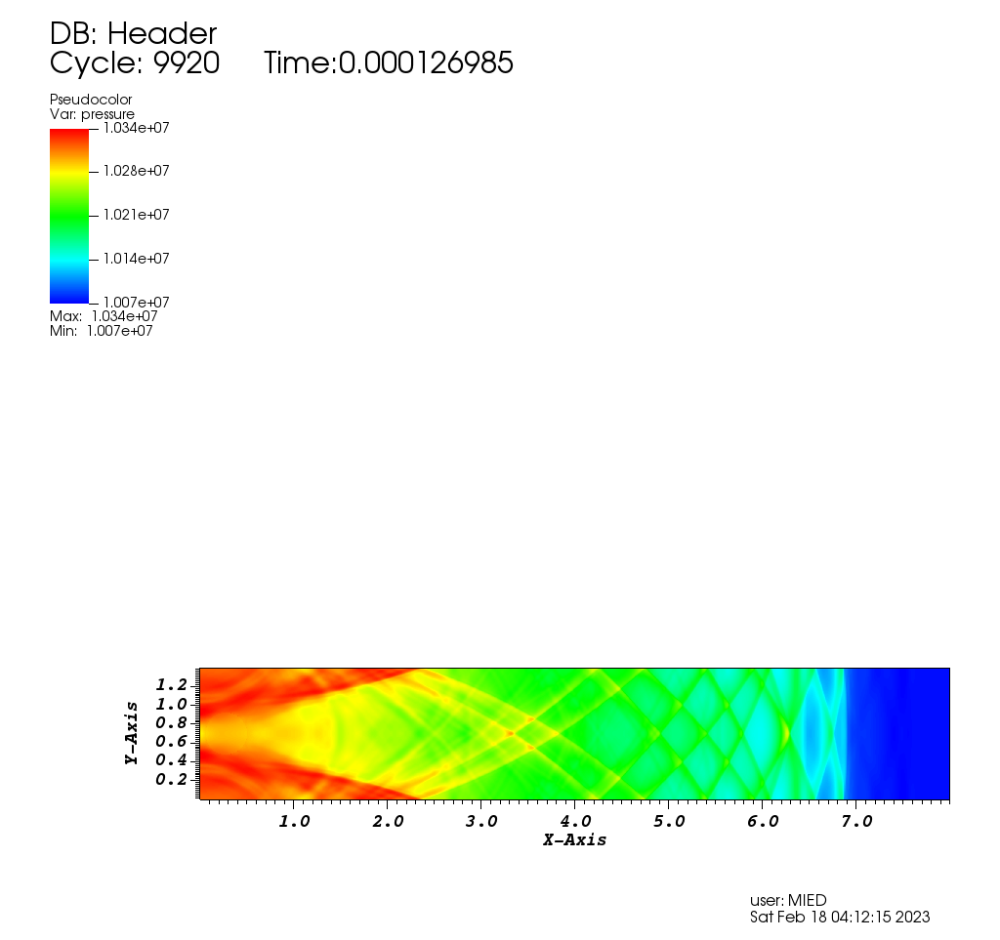 DB: Header
Cycle: 9920 Time:0.000126985
Pseudocolor
Var: pressure
1.034e+07
1.028e+07
1.021e+07
1.014e+07
1.007e+07
Max: 1.034e+07
Min: 1.007e+07
1.2
1.0
0.8
0.6
0.4
0.2
Y-Axis
1.0 2.0 3.0 4.0 5.0 6.0 7.0
X-Axis
user: MIED
Sat Feb 18 04:12:15 2023